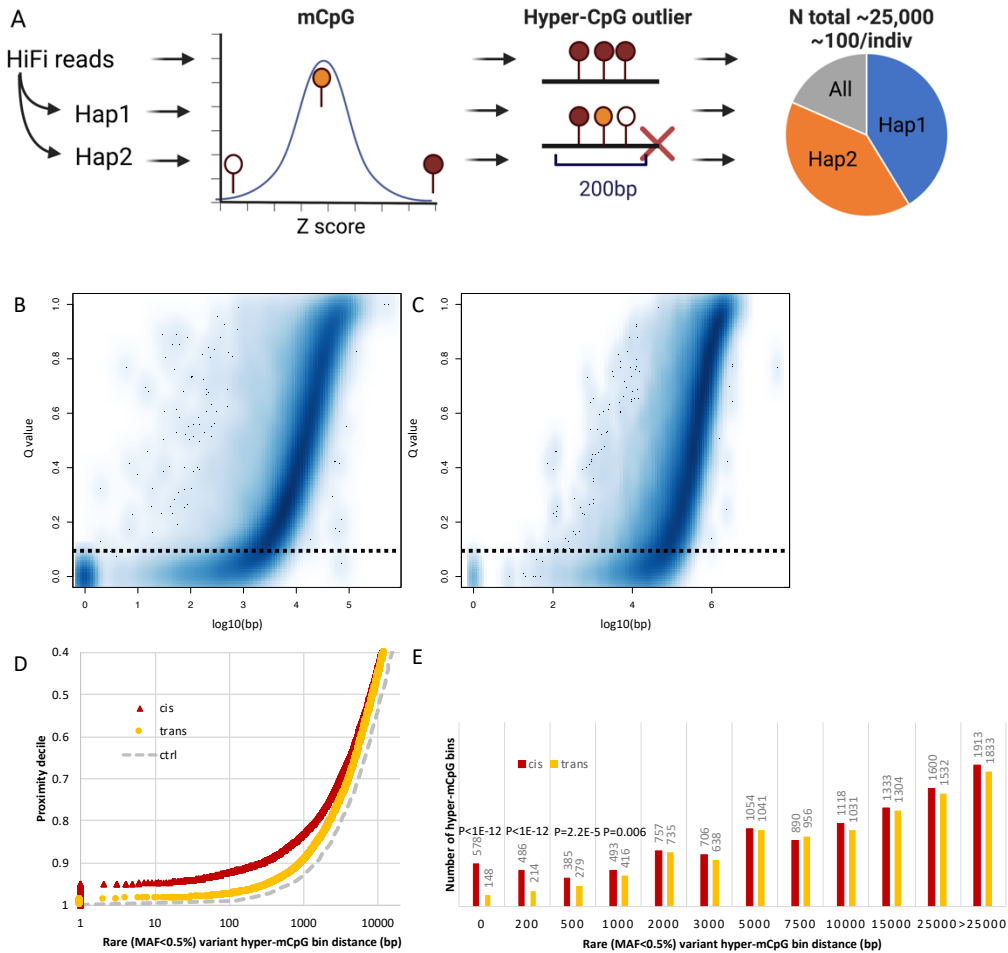 A
mCpG
Hyper-CpG outlier
N total ~25,000
~100/indiv
HiFi reads
Hap1
Hap2
Z score
200bp
All
Hap1
Hap2
B
1.0
0.8
0.6
0.4
0.2
0.0
Q value
0 1 2 3 4 5
log10(bp)
C
1.0
0.8
0.6
0.4
0.2
0.0
Q value
0 2 4 6
log10(bp)
D
0.4
0.5
0.6
0.7
0.8
0.9
1
Proximity decile
cis
trans
ctrl
1 10 100 1000 10000
Rare (MAF<0.5%) variant hyper-mCpG bin distance (bp)
E
Number of hyper-mCpG bins
cis trans
P<1E-12 P<1E-12 P=2.2E-5 P=0.006
578 148
486 214
385 279
493 416
757 735
706 638
1054 1041
890 956
1118 1031
1333 1304
1600 1532
1913 1833
0 200 500 1000 2000 3000 5000 7500 10000 15000 25000 >25000
Rare (MAF<0.5%) variant hyper-mCpG bin distance (bp)